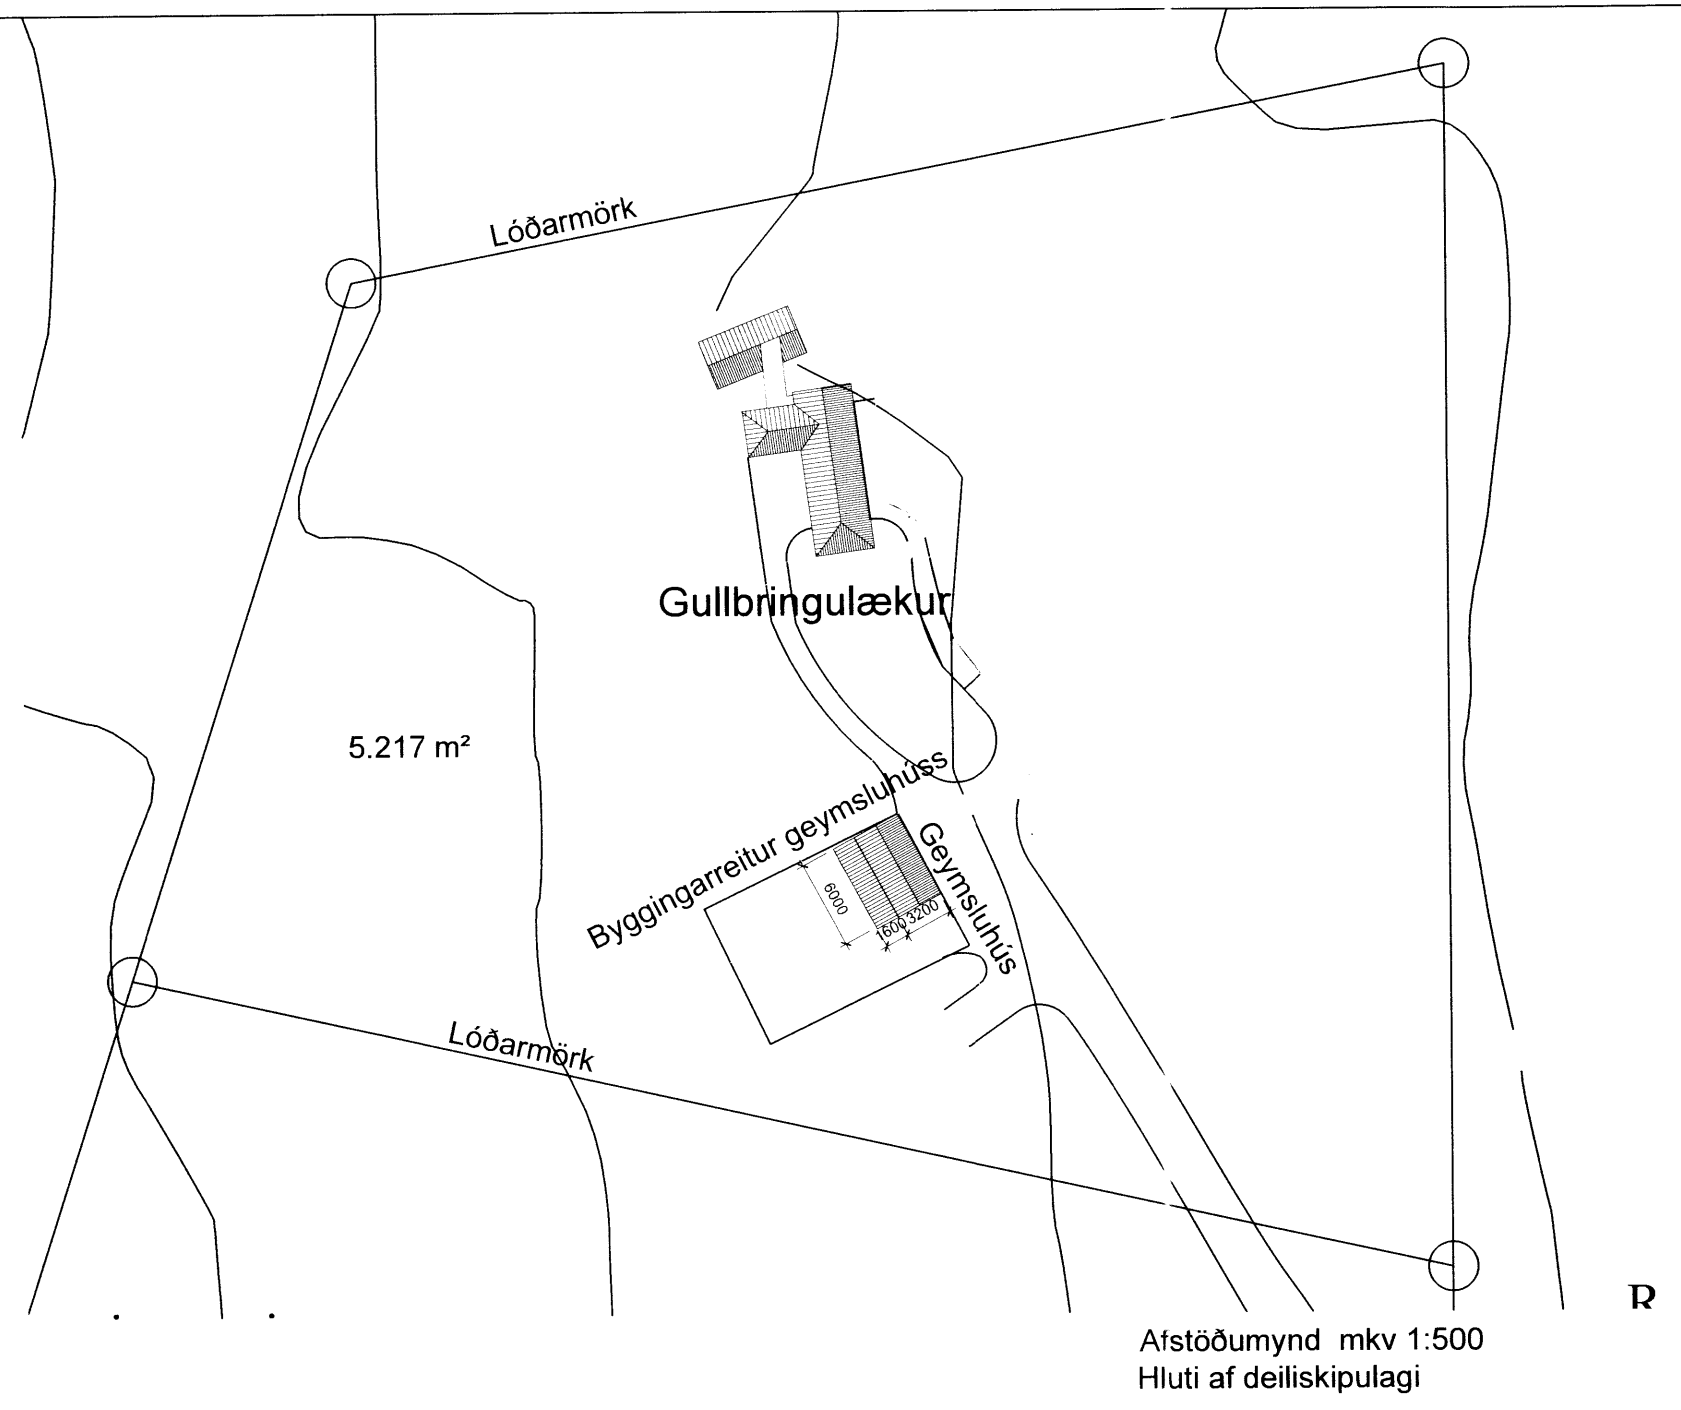 Lóðarmörk
Gullbringulækur
5.217 m²
Byggingarreitur geymsluhúss
Geymsluhús
6000
1600
3200
Lóðarmörk
R
Afstöðumynd mkv 1:500
Hluti af deiliskipulagi